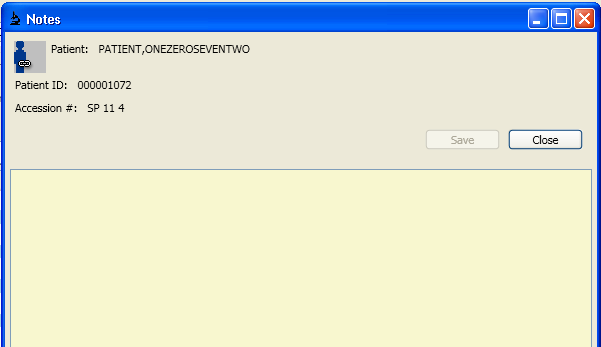 Notes
Patient: PATIENT,ONEZEROSEVENTWO
Patient ID: 000001072
Accession #: SP 11 4
Save Close